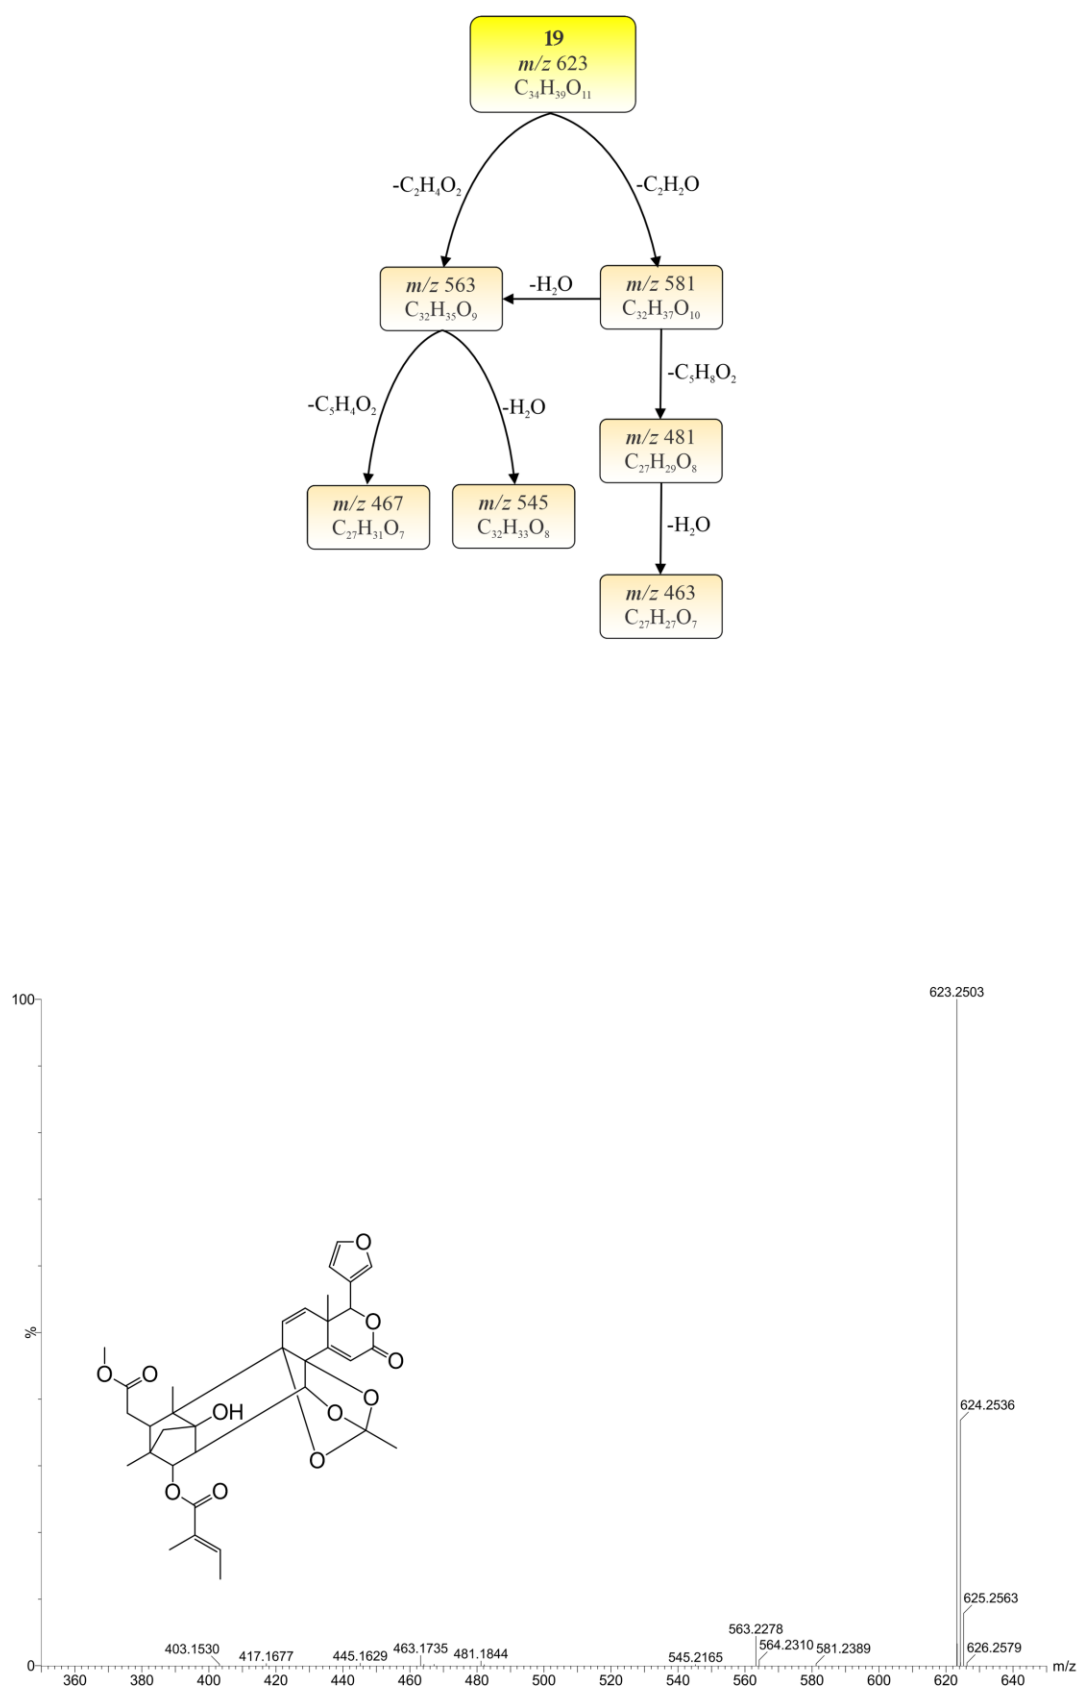 19
m/z 623
C₃₄H₃₉O₁₁
-C₂H₄O₂
-C₂H₂O
m/z 563
C₃₂H₃₅O₉
-H₂O
m/z 581
C₃₂H₃₇O₁₀
-C₅H₄O₂
-H₂O
-C₅H₈O₂
m/z 467
C₂₇H₃₁O₇
m/z 545
C₃₂H₃₃O₈
m/z 481
C₂₇H₂₉O₈
-H₂O
m/z 463
C₂₇H₂₇O₇
100
623.2503
O
O
O
%
O
O
O
OH
O
O
O
O
624.2536
625.2563
403.1530
417.1677
445.1629
463.1735
481.1844
545.2165
563.2278
564.2310
581.2389
626.2579
0
m/z
360 380 400 420 440 460 480 500 520 540 560 580 600 620 640